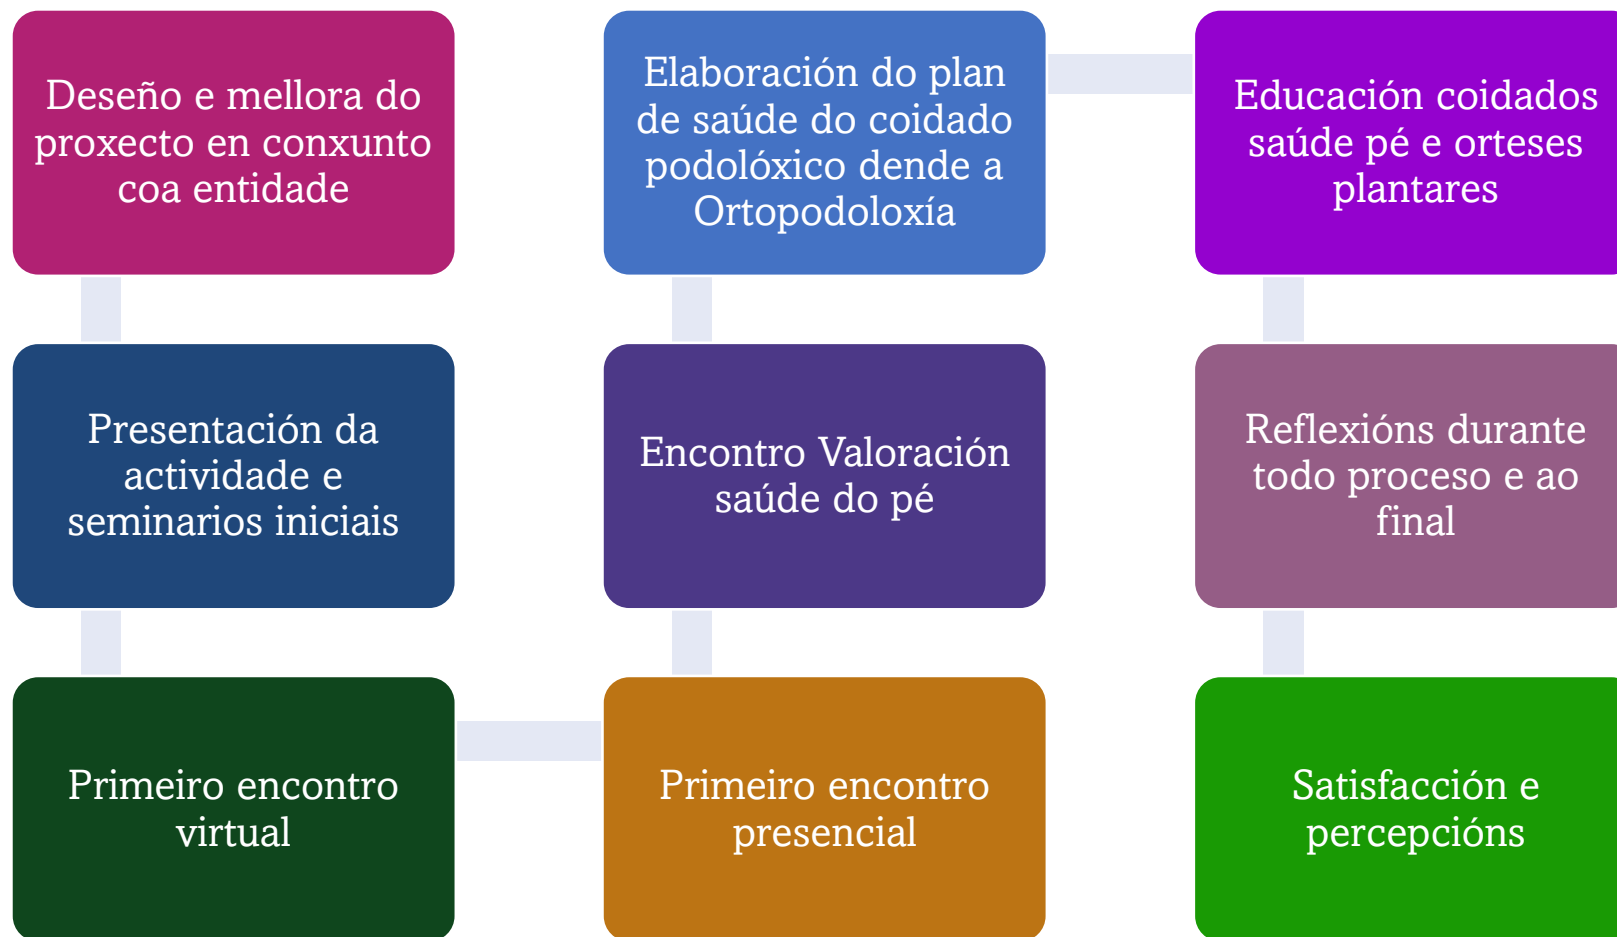 Deseño e mellora do
proxecto en conxunto
coa entidade
Presentación da
actividade e
seminarios iniciais
Primeiro encontro
virtual
Primeiro encontro
presencial
Encontro Valoración
saúde do pé
Elaboración do plan
de saúde do coidado
podolóxico dende a
Ortopodoloxía
Educación coidados
saúde pé e orteses
plantares
Reflexións durante
todo proceso e ao
final
Satisfacción e
percepcións